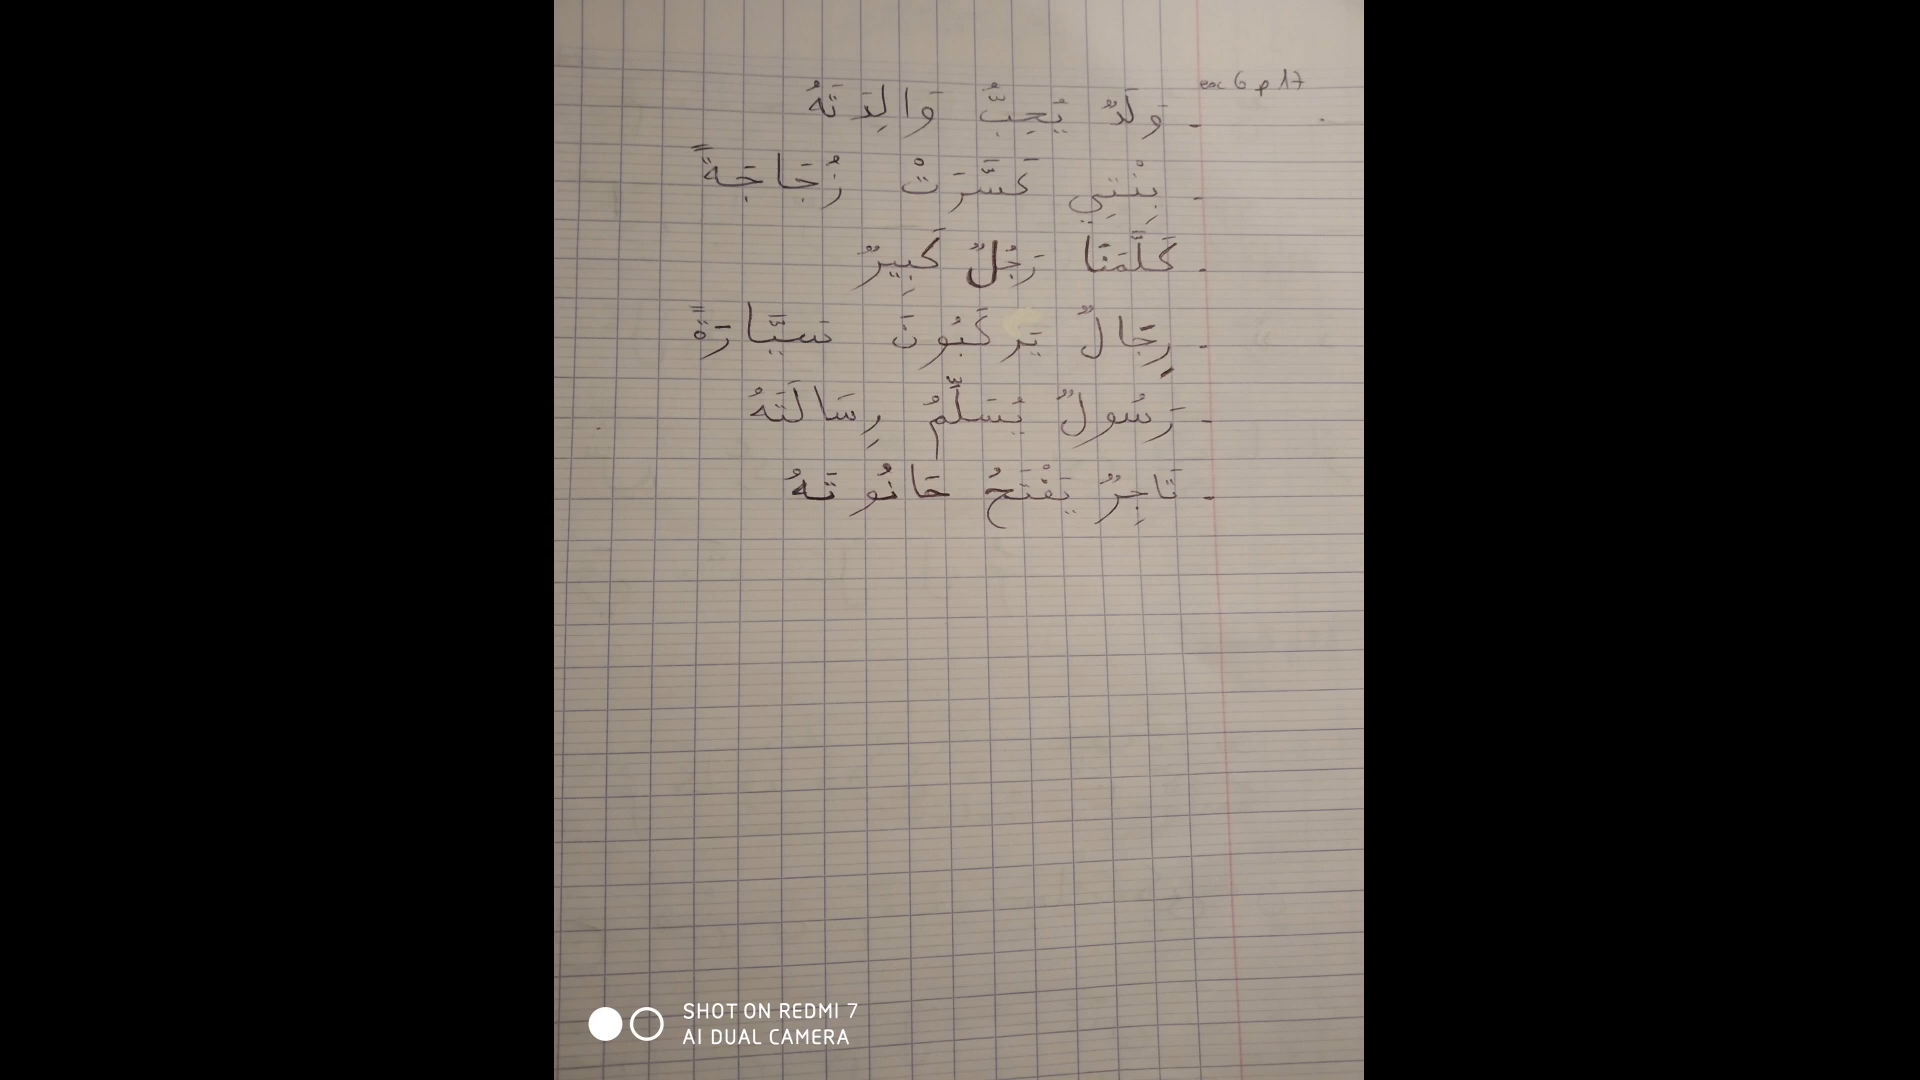 exc 6 p 17
- وَلَدٌ يُحِبُّ وَالِدَتَهُ
- بِنْتِي كَسَّرَتْ زُجَاجَةً
- كَلَّمَنَا رَجُلٌ كَبِيرٌ
- رِجَالٌ يَركَبُونَ سَيَّارَةً
- رَسُولٌ يُسَلِّمُ رِسَالَتَهُ
- تَاجِرٌ يَفْتَحُ حَانُوتَهُ
SHOT ON REDMI 7
AI DUAL CAMERA